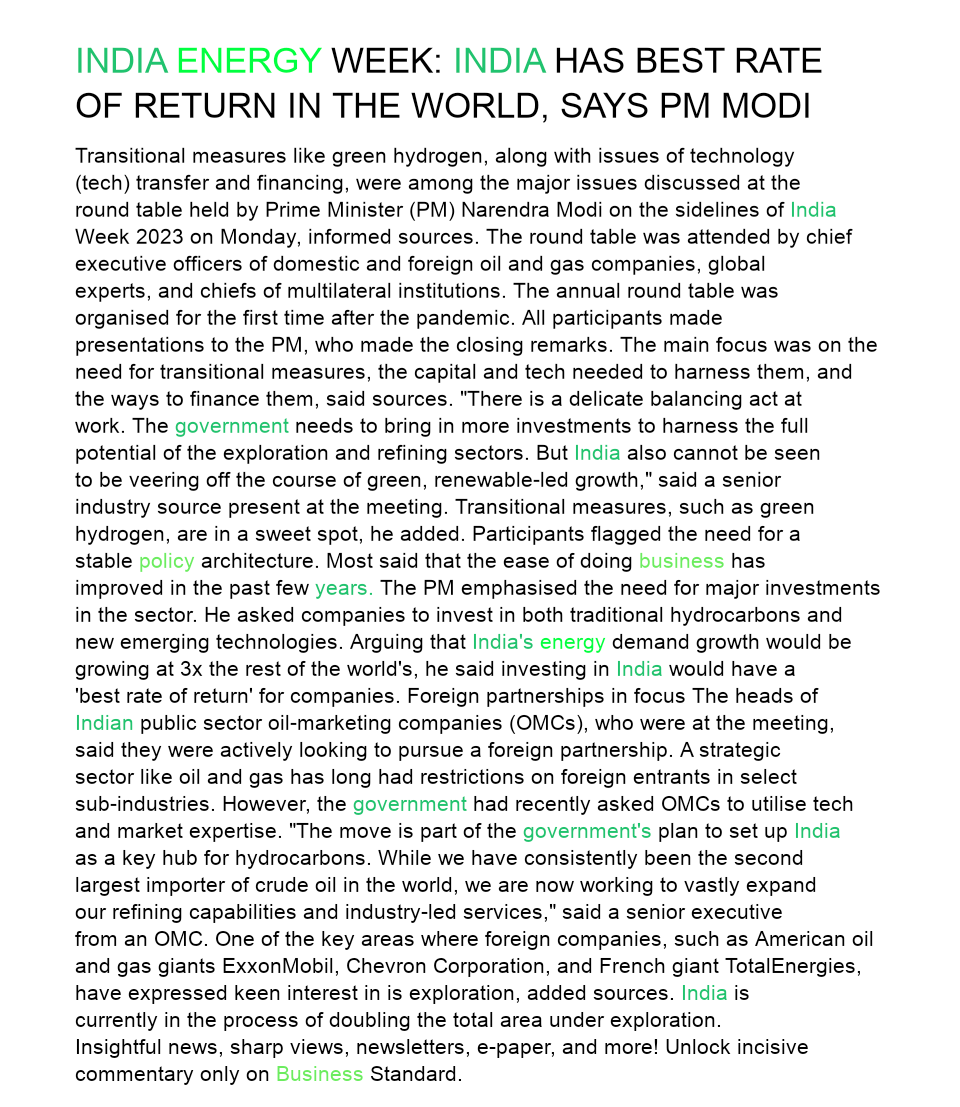 INDIA ENERGY WEEK: INDIA HAS BEST RATE
OF RETURN IN THE WORLD, SAYS PM MODI
Transitional measures like green hydrogen, along with issues of technology
(tech) transfer and financing, were among the major issues discussed at the
round table held by Prime Minister (PM) Narendra Modi on the sidelines of India
Week 2023 on Monday, informed sources. The round table was attended by chief
executive officers of domestic and foreign oil and gas companies, global
experts, and chiefs of multilateral institutions. The annual round table was
organised for the first time after the pandemic. All participants made
presentations to the PM, who made the closing remarks. The main focus was on the
need for transitional measures, the capital and tech needed to harness them, and
the ways to finance them, said sources. "There is a delicate balancing act at
work. The government needs to bring in more investments to harness the full
potential of the exploration and refining sectors. But India also cannot be seen
to be veering off the course of green, renewable-led growth," said a senior
industry source present at the meeting. Transitional measures, such as green
hydrogen, are in a sweet spot, he added. Participants flagged the need for a
stable policy architecture. Most said that the ease of doing business has
improved in the past few years. The PM emphasised the need for major investments
in the sector. He asked companies to invest in both traditional hydrocarbons and
new emerging technologies. Arguing that India's energy demand growth would be
growing at 3x the rest of the world's, he said investing in India would have a
'best rate of return' for companies. Foreign partnerships in focus The heads of
Indian public sector oil-marketing companies (OMCs), who were at the meeting,
said they were actively looking to pursue a foreign partnership. A strategic
sector like oil and gas has long had restrictions on foreign entrants in select
sub-industries. However, the government had recently asked OMCs to utilise tech
and market expertise. "The move is part of the government's plan to set up India
as a key hub for hydrocarbons. While we have consistently been the second
largest importer of crude oil in the world, we are now working to vastly expand
our refining capabilities and industry-led services," said a senior executive
from an OMC. One of the key areas where foreign companies, such as American oil
and gas giants ExxonMobil, Chevron Corporation, and French giant TotalEnergies,
have expressed keen interest in is exploration, added sources. India is
currently in the process of doubling the total area under exploration.
Insightful news, sharp views, newsletters, e-paper, and more! Unlock incisive
commentary only on Business Standard.